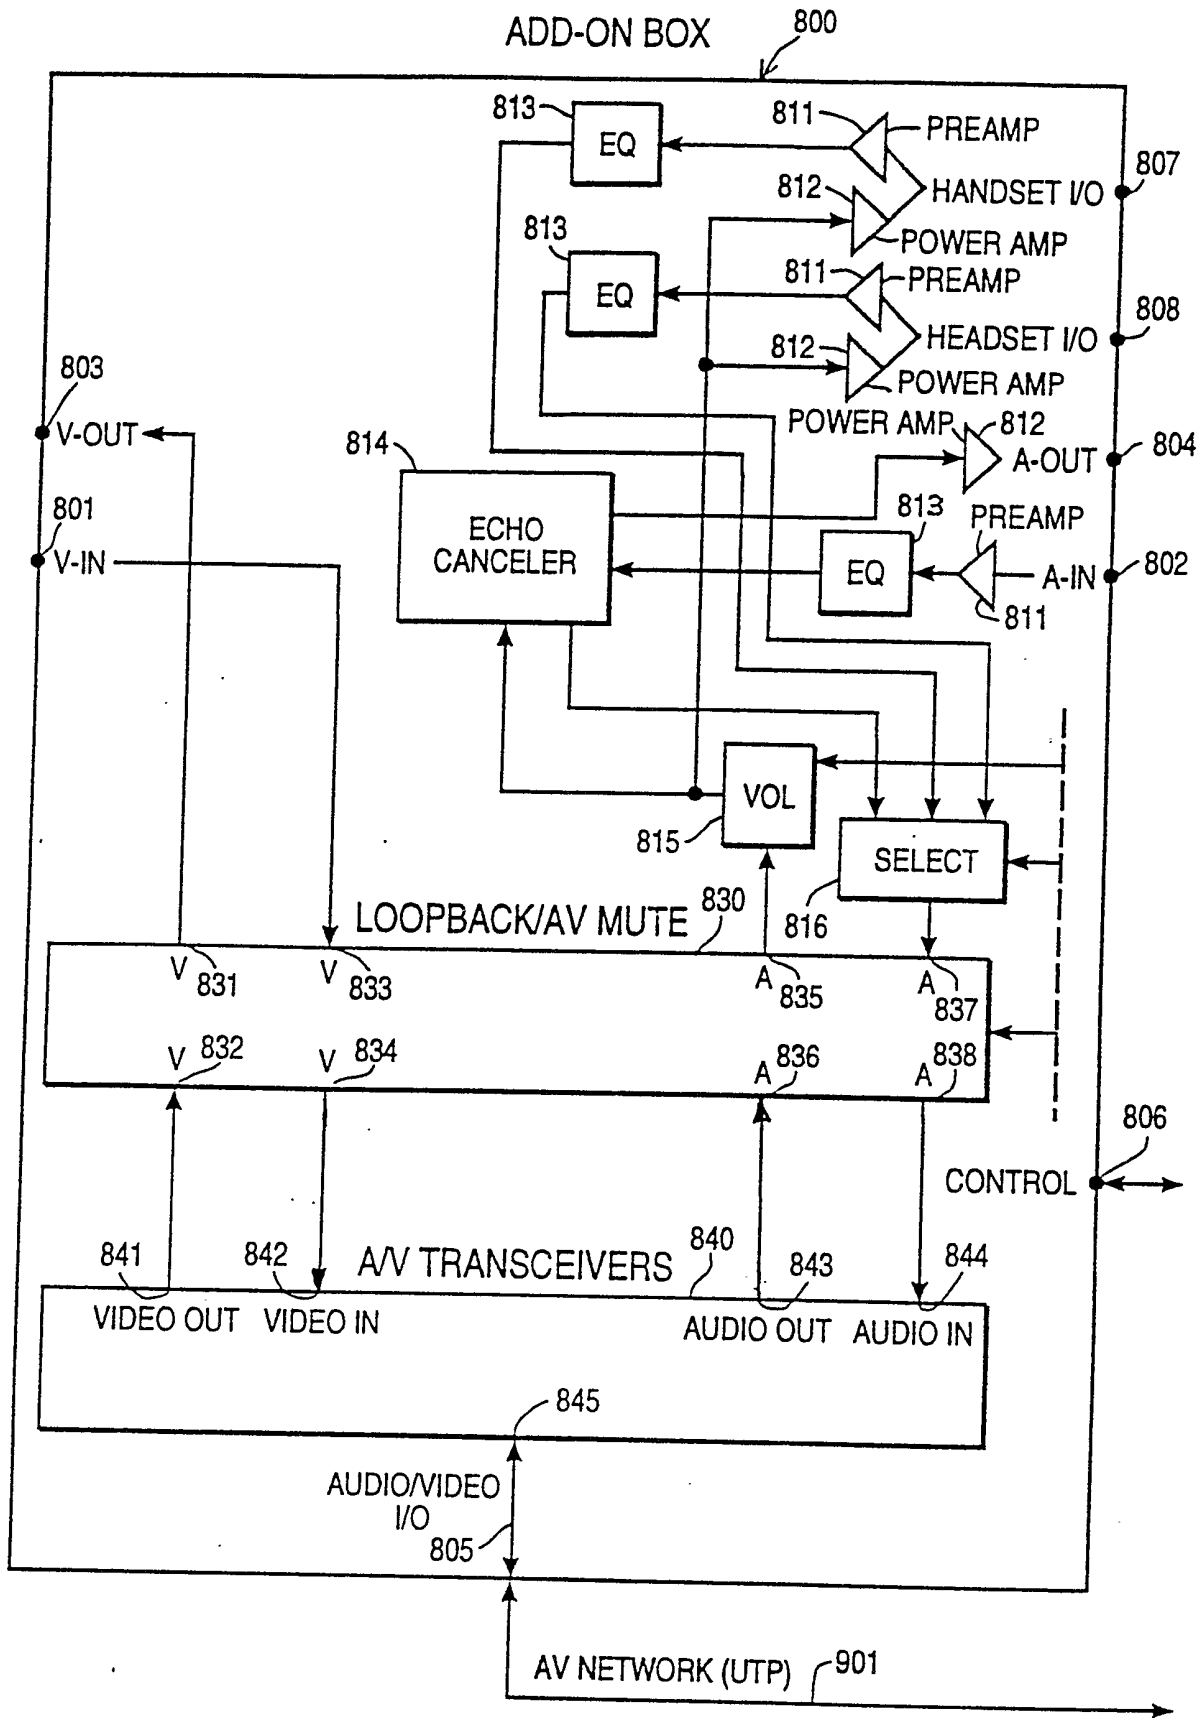 ADD-ON BOX
800
813
EQ
811
PREAMP
807
HANDSET I/O
812
POWER AMP
813
EQ
811
PREAMP
808
HEADSET I/O
812
POWER AMP
803
V-OUT
POWER AMP
812
A-OUT
804
814
ECHO
CANCELER
801
V-IN
813
EQ
PREAMP
A-IN
802
811
VOL
815
SELECT
816
LOOPBACK/AV MUTE
830
V
831
V
833
A
835
A
837
V
832
V
834
A
836
A
838
806
CONTROL
A/V TRANSCEIVERS
840
841
842
843
844
VIDEO OUT
VIDEO IN
AUDIO OUT
AUDIO IN
845
AUDIO/VIDEO
I/O
805
AV NETWORK (UTP)
901